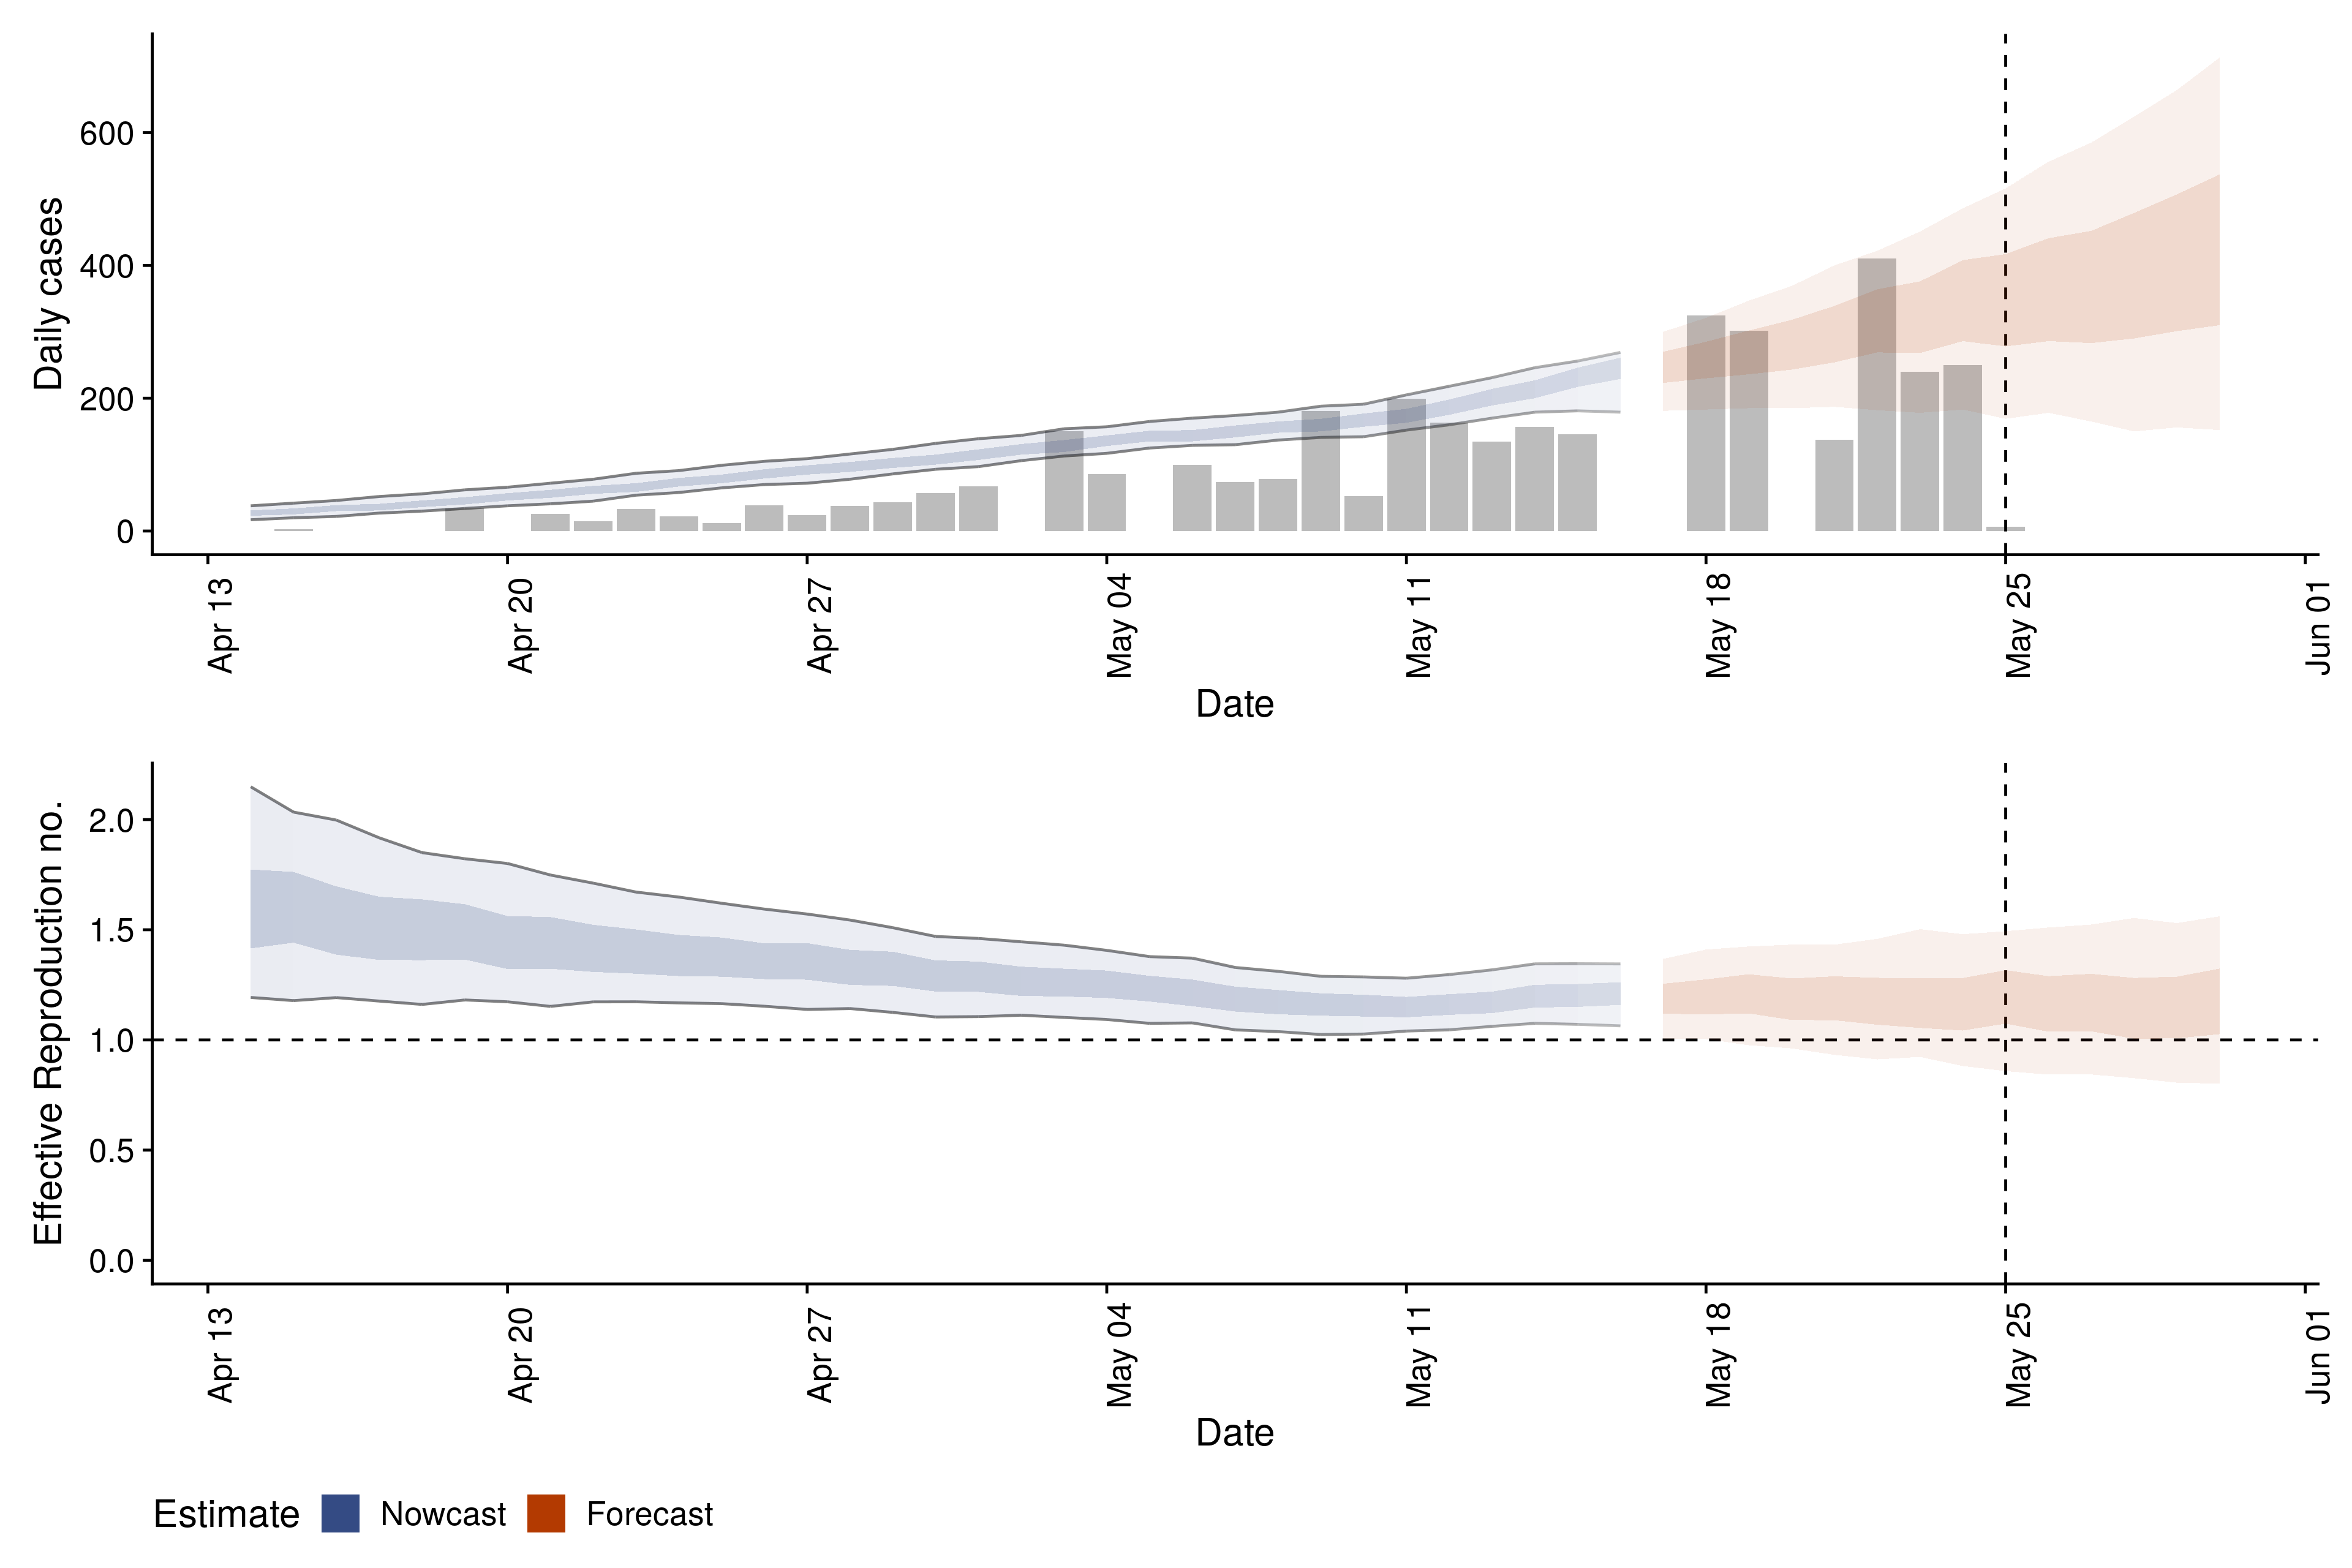 Daily cases
600
400
200
0
Apr 13
Apr 20
Apr 27
May 04
May 11
May 18
May 25
Jun 01
Date
Effective Reproduction no.
2.0
1.5
1.0
0.5
0.0
Apr 13
Apr 20
Apr 27
May 04
May 11
May 18
May 25
Jun 01
Date
Estimate Nowcast Forecast